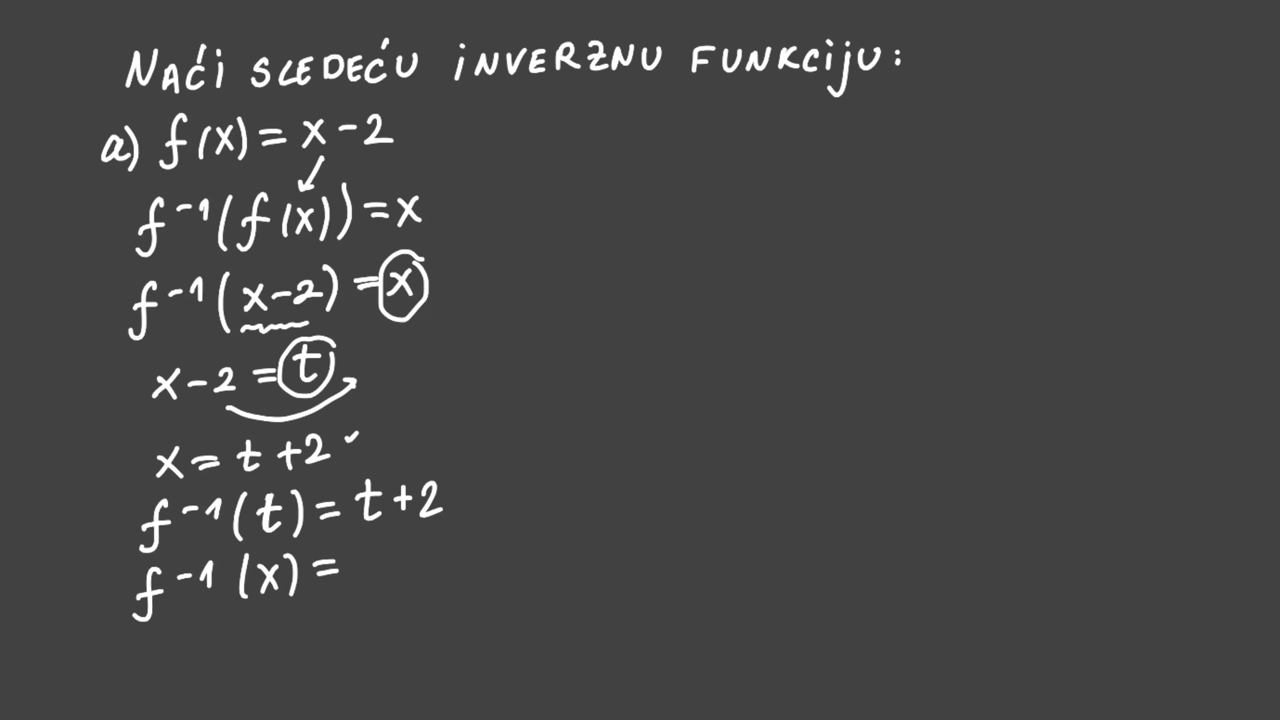 NAĆI SLEDEĆU INVERZNU FUNKCIJU:
a) f(x) = x - 2
f⁻¹(f(x)) = x
f⁻¹(x-2) = x
x - 2 = t
x = t + 2
f⁻¹(t) = t + 2
f⁻¹(x) =